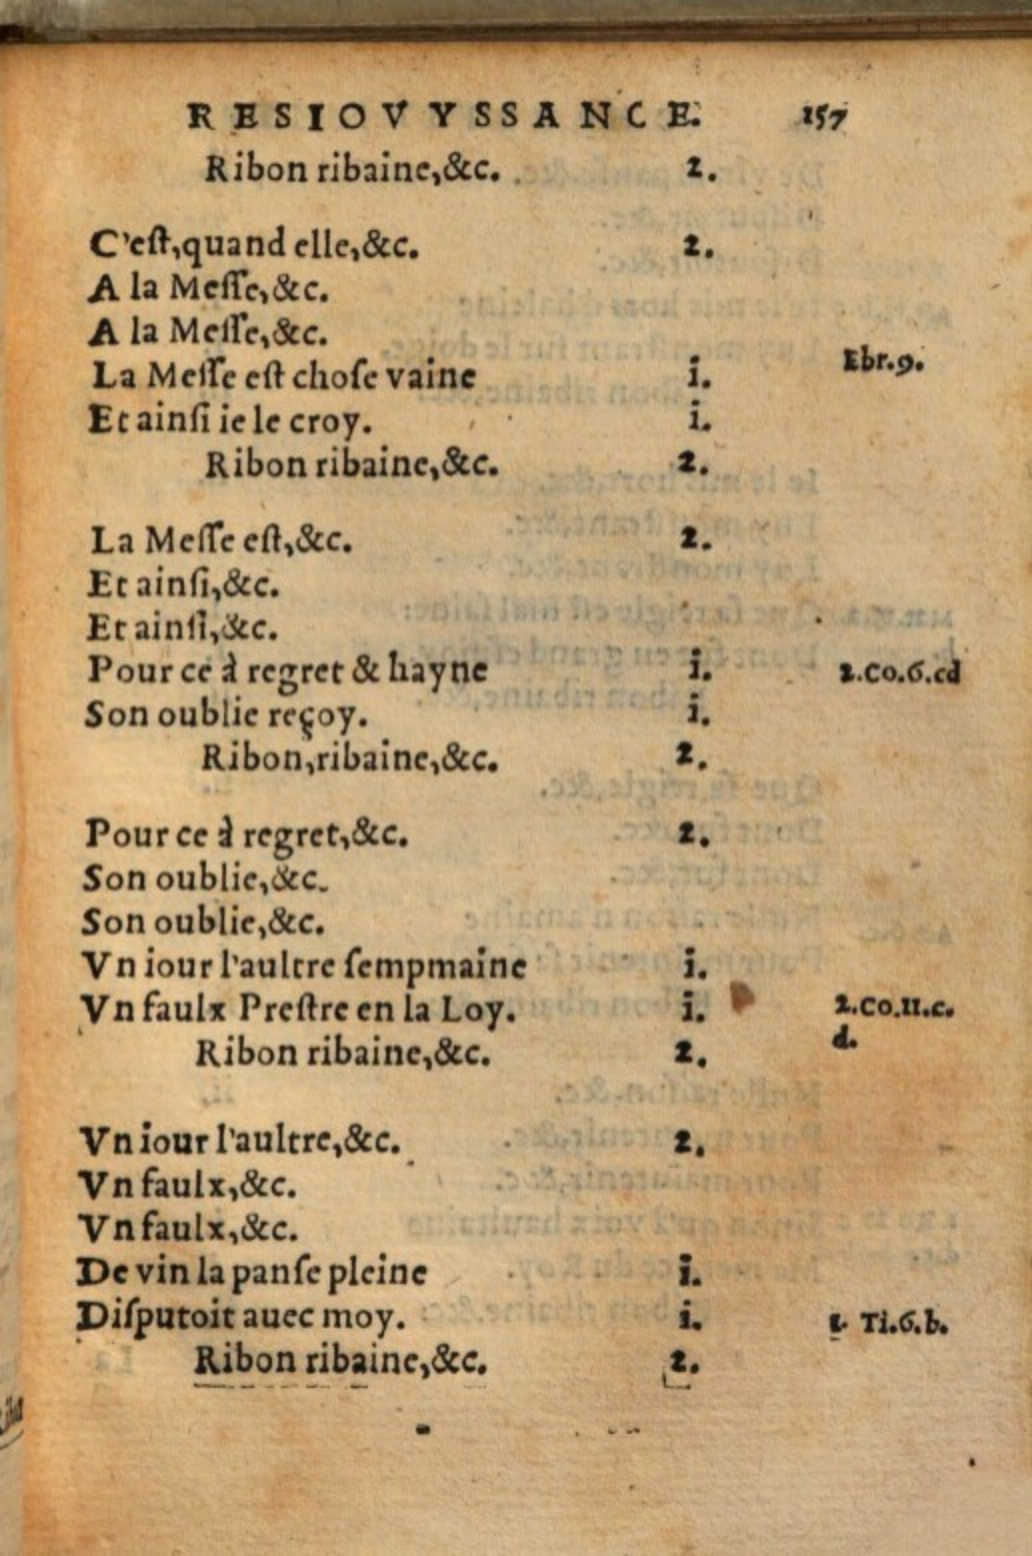 RESIOVYSSANCE. 157
Ribon ribaine,&c. 2.
C'eſt,quand elle,&c. 2.
A la Meſſe,&c.
A la Meſſe,&c.
La Meſſe eſt choſe vaine i. Ebr.9.
Et ainſi ie le croy. i.
Ribon ribaine,&c. 2.
La Meſſe eſt,&c. 2.
Et ainſi,&c.
Et ainſi,&c.
Pour ce à regret & hayne i. 2.Co.6.cd
Son oublie reçoy. i.
Ribon,ribaine,&c. 2.
Pour ce à regret,&c. 2.
Son oublie,&c.
Son oublie,&c.
Vn iour l'aultre ſempmaine i.
Vn faulx Preſtre en la Loy. i. 2.Co.11.c.
d.
Ribon ribaine,&c. 2.
Vn iour l'aultre,&c. 2.
Vn faulx,&c.
Vn faulx,&c.
De vin la panſe pleine i.
Diſputoit auec moy. i. 1. Ti.6.b.
Ribon ribaine,&c. 2.